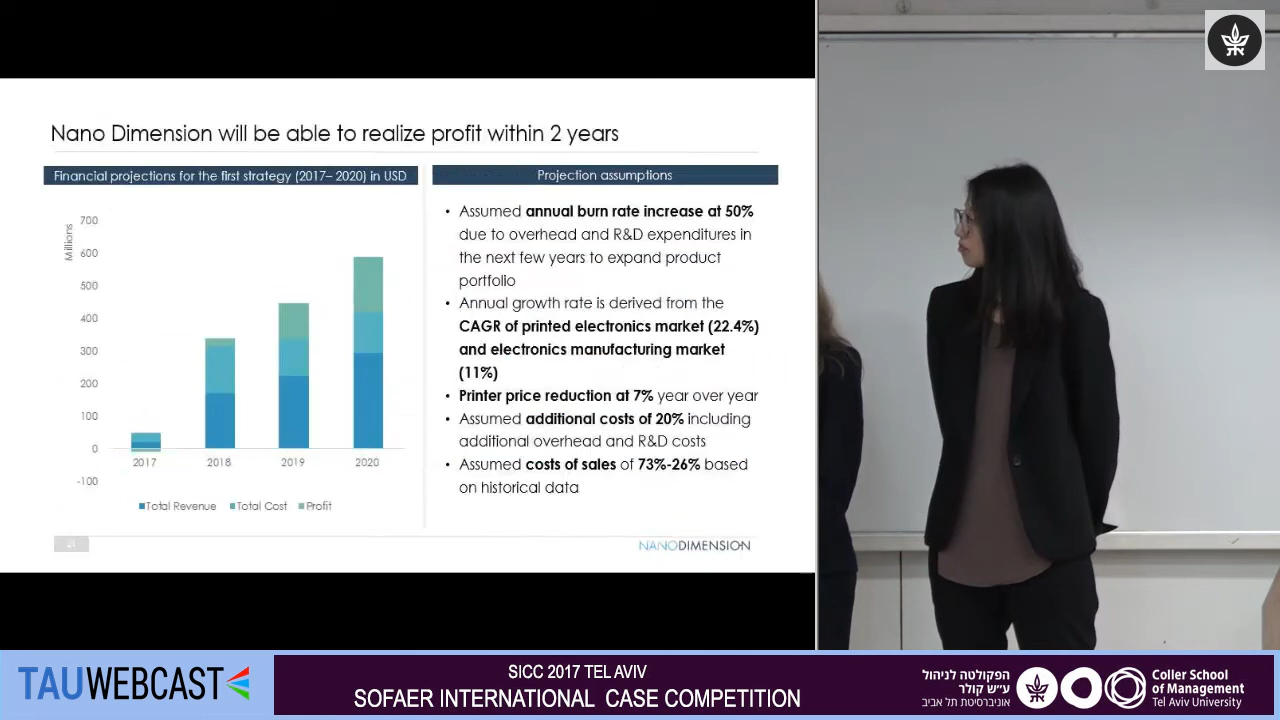 Nano Dimension will be able to realize profit within 2 years
Financial projections for the first strategy (2017– 2020) in USD
Millions
700
600
500
400
300
200
100
0
-100
2017
2018
2019
2020
Total Revenue
Total Cost
Profit
Projection assumptions
• Assumed annual burn rate increase at 50%
due to overhead and R&D expenditures in
the next few years to expand product
portfolio
• Annual growth rate is derived from the
CAGR of printed electronics market (22.4%)
and electronics manufacturing market
(11%)
• Printer price reduction at 7% year over year
• Assumed additional costs of 20% including
additional overhead and R&D costs
• Assumed costs of sales of 73%-26% based
on historical data
NANODIMENSION
TAUWEBCAST
SICC 2017 TEL AVIV
SOFAER INTERNATIONAL CASE COMPETITION
הפקולטה לניהול
ע״ש קולר
אוניברסיטת תל אביב
Coller School
of Management
Tel Aviv University